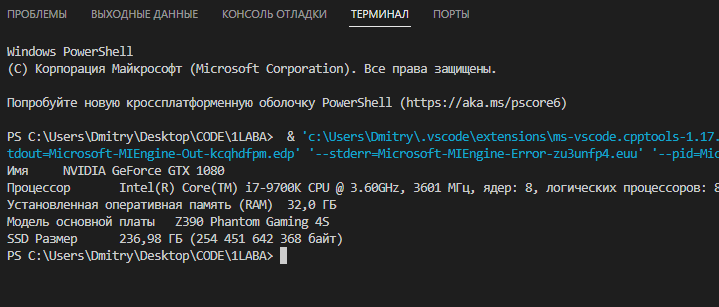 ПРОБЛЕМЫ ВЫХОДНЫЕ ДАННЫЕ КОНСОЛЬ ОТЛАДКИ ТЕРМИНАЛ ПОРТЫ
Windows PowerShell
(C) Корпорация Майкрософт (Microsoft Corporation). Все права защищены.
Попробуйте новую кроссплатформенную оболочку PowerShell (https://aka.ms/pscore6)
PS C:\Users\Dmitry\Desktop\CODE\1LABA> & 'c:\Users\Dmitry\.vscode\extensions\ms-vscode.cpptools-1.17.
tdout=Microsoft-MIEngine-Out-kcqhdfpm.edp' '--stderr=Microsoft-MIEngine-Error-zu3unfp4.euu' '--pid=Mic
Имя NVIDIA GeForce GTX 1080
Процессор Intel(R) Core(TM) i7-9700K CPU @ 3.60GHz, 3601 МГц, ядер: 8, логических процессоров: 8
Установленная оперативная память (RAM) 32,0 ГБ
Модель основной платы Z390 Phantom Gaming 4S
SSD Размер 236,98 ГБ (254 451 642 368 байт)
PS C:\Users\Dmitry\Desktop\CODE\1LABA>